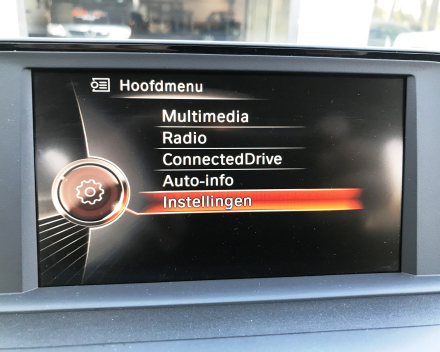 Hoofdmenu
Multimedia
Radio
ConnectedDrive
Auto-info
Instellingen